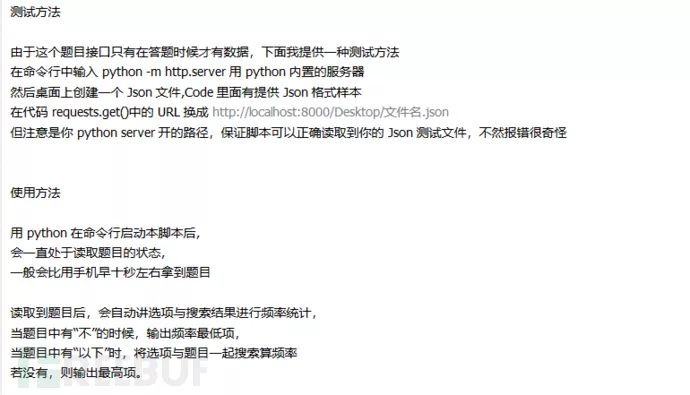 测试方法
由于这个题目接口只有在答题时候才有数据，下面我提供一种测试方法
在命令行中输入 python -m http.server 用 python 内置的服务器
然后桌面上创建一个 Json 文件,Code 里面有提供 Json 格式样本
在代码 requests.get()中的 URL 换成 http://localhost:8000/Desktop/文件名.json
但注意是你 python server 开的路径，保证脚本可以正确读取到你的 Json 测试文件，不然报错很奇怪
使用方法
用 python 在命令行启动本脚本后，
会一直处于读取题目的状态，
一般会比用手机早十秒左右拿到题目
读取到题目后，会自动讲选项与搜索结果进行频率统计，
当题目中有“不”的时候，输出频率最低项，
当题目中有“以下”时，将选项与题目一起搜索算频率
若没有，则输出最高项。
FREEBUF